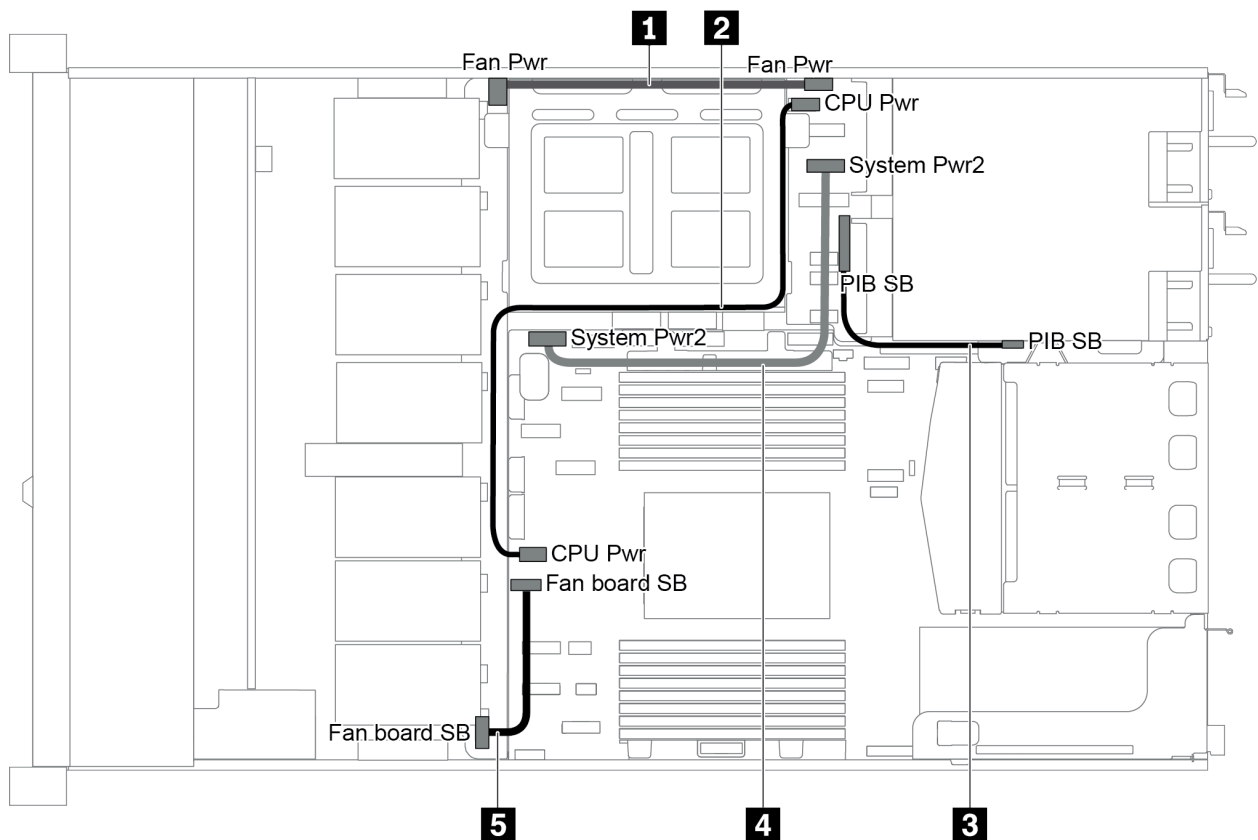 1
2
Fan Pwr
Fan Pwr
CPU Pwr
System Pwr2
PIB SB
System Pwr2
PIB SB
CPU Pwr
Fan board SB
Fan board SB
5
4
3